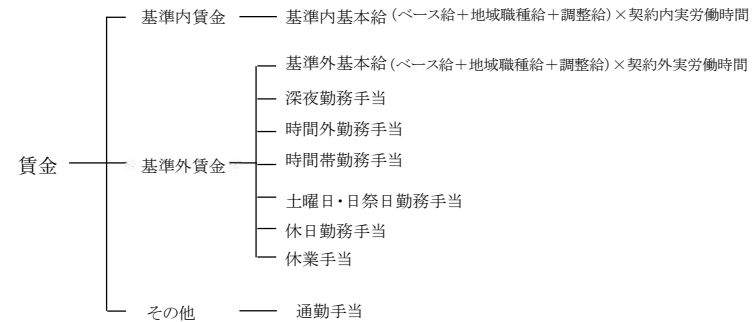 基準内賃金 基準内基本給(ベース給＋地域職種給＋調整給)×契約内実労働時間
基準外基本給(ベース給＋地域職種給＋調整給)×契約外実労働時間
深夜勤務手当
時間外勤務手当
時間帯勤務手当
賃金 基準外賃金
土曜日・日祭日勤務手当
休日勤務手当
休業手当
その他 通勤手当